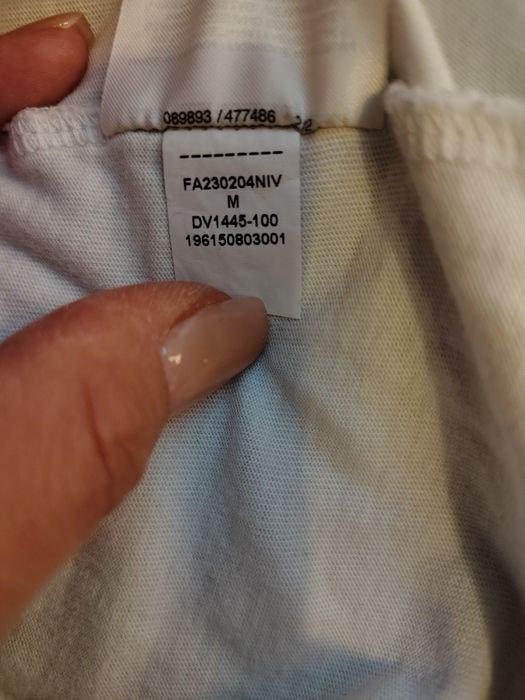 089893 / 477486
---------
FA230204NIV
M
DV1445-100
196150803001